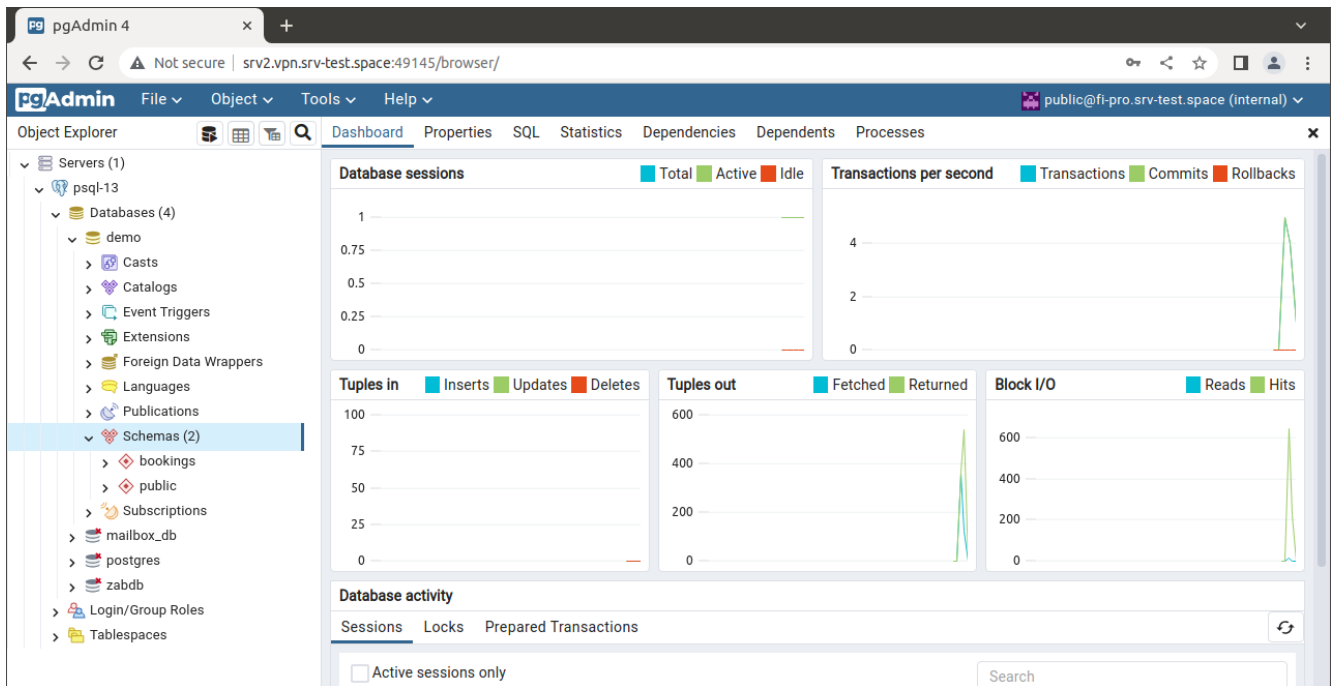 pgAdmin 4
Not secure srv2.vpn.srv-test.space:49145/browser/
pgAdmin File Object Tools Help public@fi-pro.srv-test.space (internal)
Object Explorer
Dashboard Properties SQL Statistics Dependencies Dependents Processes
Servers (1)
psql-13
Databases (4)
demo
Casts
Catalogs
Event Triggers
Extensions
Foreign Data Wrappers
Languages
Publications
Schemas (2)
bookings
public
Subscriptions
mailbox_db
postgres
zabdb
Login/Group Roles
Tablespaces
Database sessions Total Active Idle
1
0.75
0.5
0.25
0
Transactions per second Transactions Commits Rollbacks
4
2
0
Tuples in Inserts Updates Deletes
100
75
50
25
0
Tuples out Fetched Returned
600
400
200
0
Block I/O Reads Hits
600
400
200
0
Database activity
Sessions Locks Prepared Transactions
Active sessions only
Search